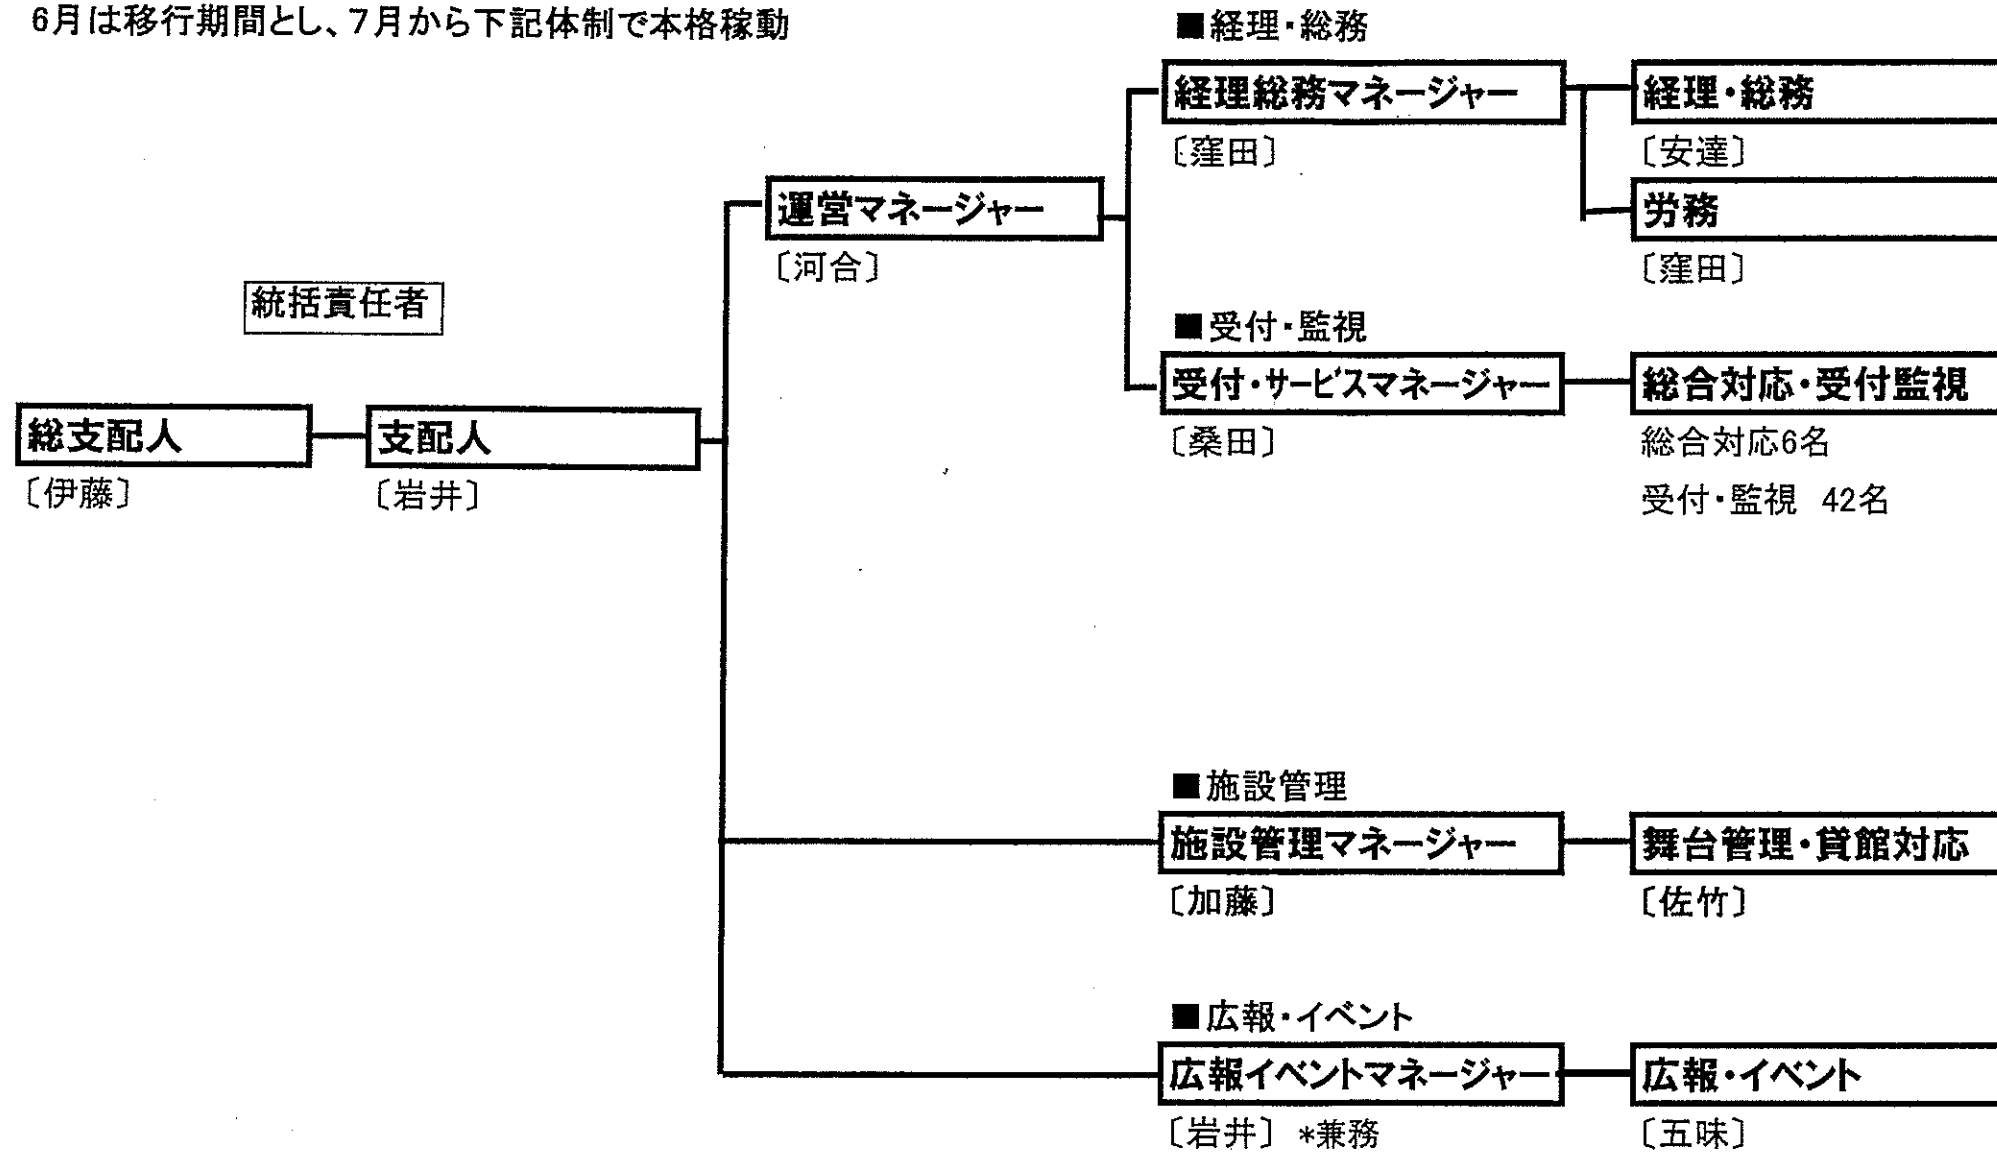 6月は移行期間とし、7月から下記体制で本格稼動
■経理・総務
経理総務マネージャー
〔窪田〕
経理・総務
〔安達〕
労務
〔窪田〕
運営マネージャー
〔河合〕
統括責任者
■受付・監視
受付・サービスマネージャー
〔桑田〕
総合対応・受付監視
総合対応6名
受付・監視 42名
総支配人
〔伊藤〕
支配人
〔岩井〕
■施設管理
施設管理マネージャー
〔加藤〕
舞台管理・貸館対応
〔佐竹〕
■広報・イベント
広報イベントマネージャー
〔岩井〕 *兼務
広報・イベント
〔五味〕